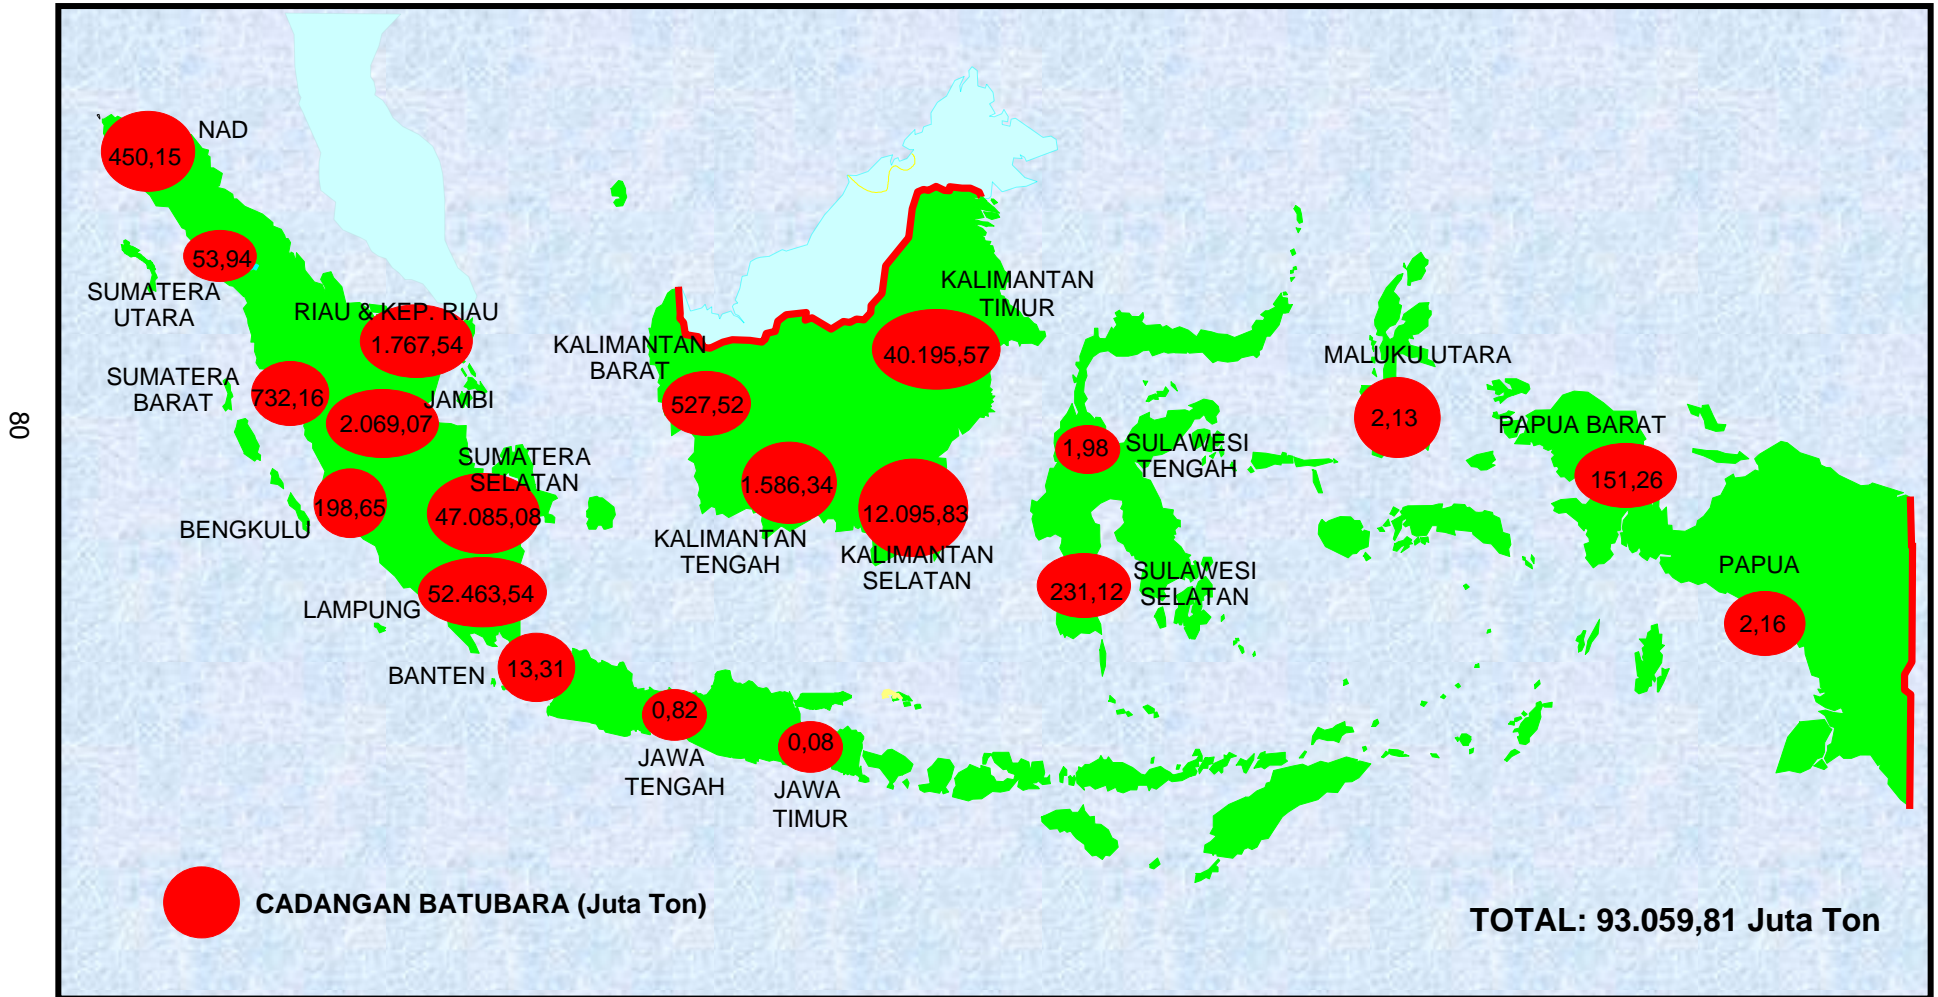 80
NAD
450,15
53,94
SUMATERA
UTARA
RIAU & KEP. RIAU
1.767,54
SUMATERA
BARAT
732,16
JAMBI
2.069,07
SUMATERA
SELATAN
47.085,08
198,65
BENGKULU
52.463,54
LAMPUNG
BANTEN
13,31
0,82
JAWA
TENGAH
0,08
JAWA
TIMUR
KALIMANTAN
BARAT
527,52
KALIMANTAN
TIMUR
40.195,57
1.586,34
KALIMANTAN
TENGAH
12.095,83
KALIMANTAN
SELATAN
1,98
SULAWESI
TENGAH
231,12
SULAWESI
SELATAN
MALUKU UTARA
2,13
PAPUA BARAT
151,26
PAPUA
2,16
CADANGAN BATUBARA (Juta Ton)
TOTAL: 93.059,81 Juta Ton